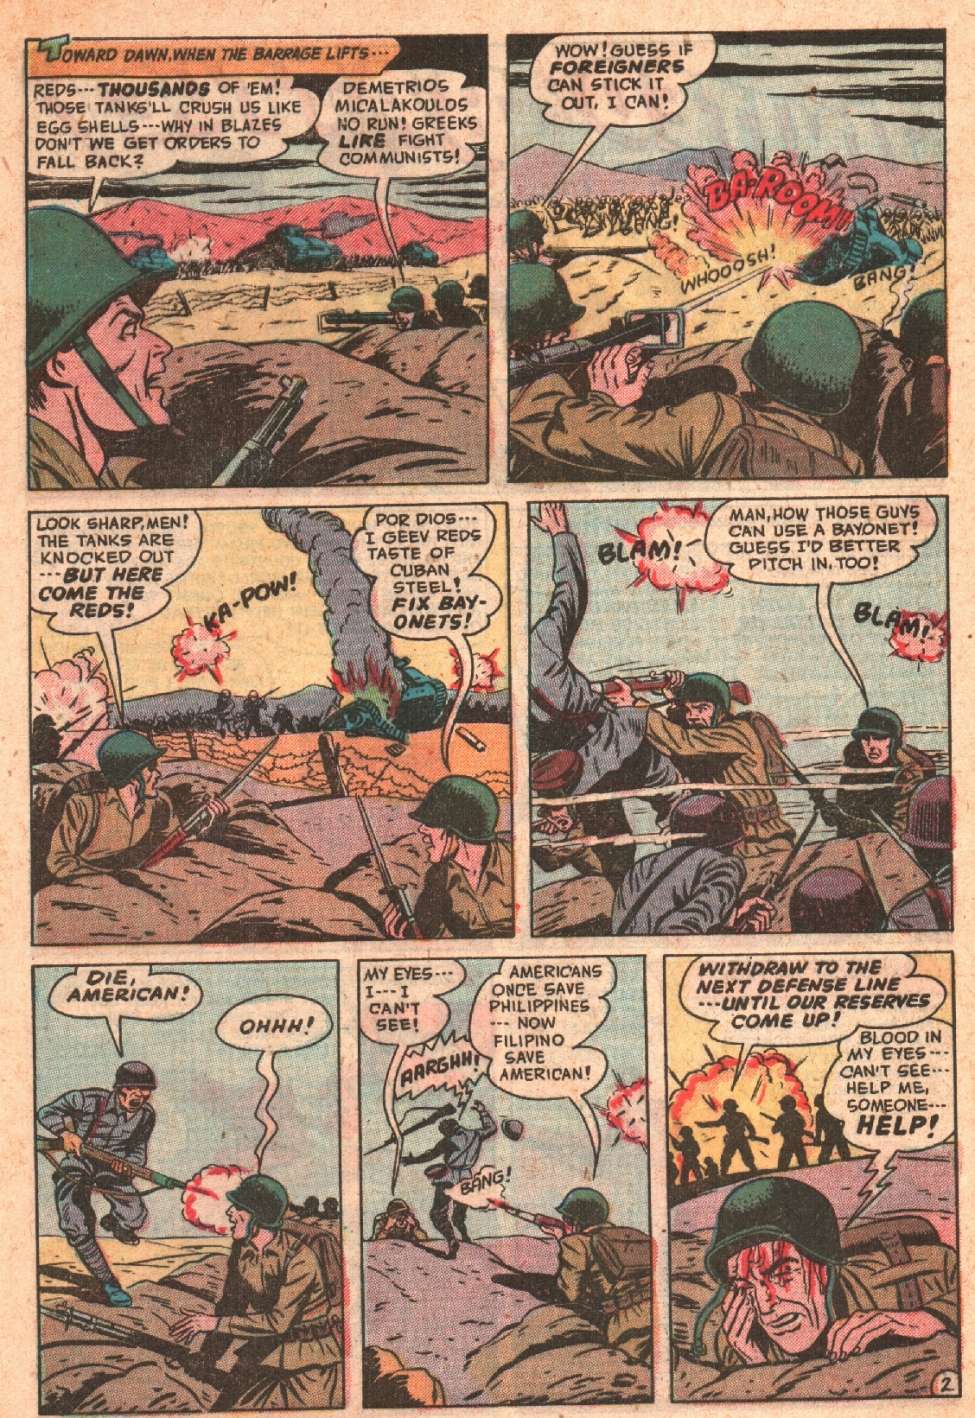 TOWARD DAWN, WHEN THE BARRAGE LIFTS---
REDS--- THOUSANDS OF 'EM!
THOSE TANKS'LL CRUSH US LIKE
EGG SHELLS---WHY IN BLAZES
DON'T WE GET ORDERS TO
FALL BACK?
DEMETRIOS
MICALAKOULOS
NO RUN! GREEKS
LIKE FIGHT
COMMUNISTS!
WOW! GUESS IF
FOREIGNERS
CAN STICK IT
OUT, I CAN!
BANG!
BA-ROOM!!
WHOOOSH!
BANG!
LOOK SHARP, MEN!
THE TANKS ARE
KNOCKED OUT
---BUT HERE
COME THE
REDS!
KA-POW!
POR DIOS---
I GEEV REDS
TASTE OF
CUBAN
STEEL!
FIX BAY-
ONETS!
BLAM!
MAN, HOW THOSE GUYS
CAN USE A BAYONET!
GUESS I'D BETTER
PITCH IN, TOO!
BLAM!
DIE,
AMERICAN!
OHHH!
MY EYES---
I---I
CAN'T
SEE!
AARGHH!
AMERICANS
ONCE SAVE
PHILIPPINES
--- NOW
FILIPINO
SAVE
AMERICAN!
BANG!
WITHDRAW TO THE
NEXT DEFENSE LINE
---UNTIL OUR RESERVES
COME UP!
BLOOD IN
MY EYES---
CAN'T SEE---
HELP ME,
SOMEONE---
HELP!
2